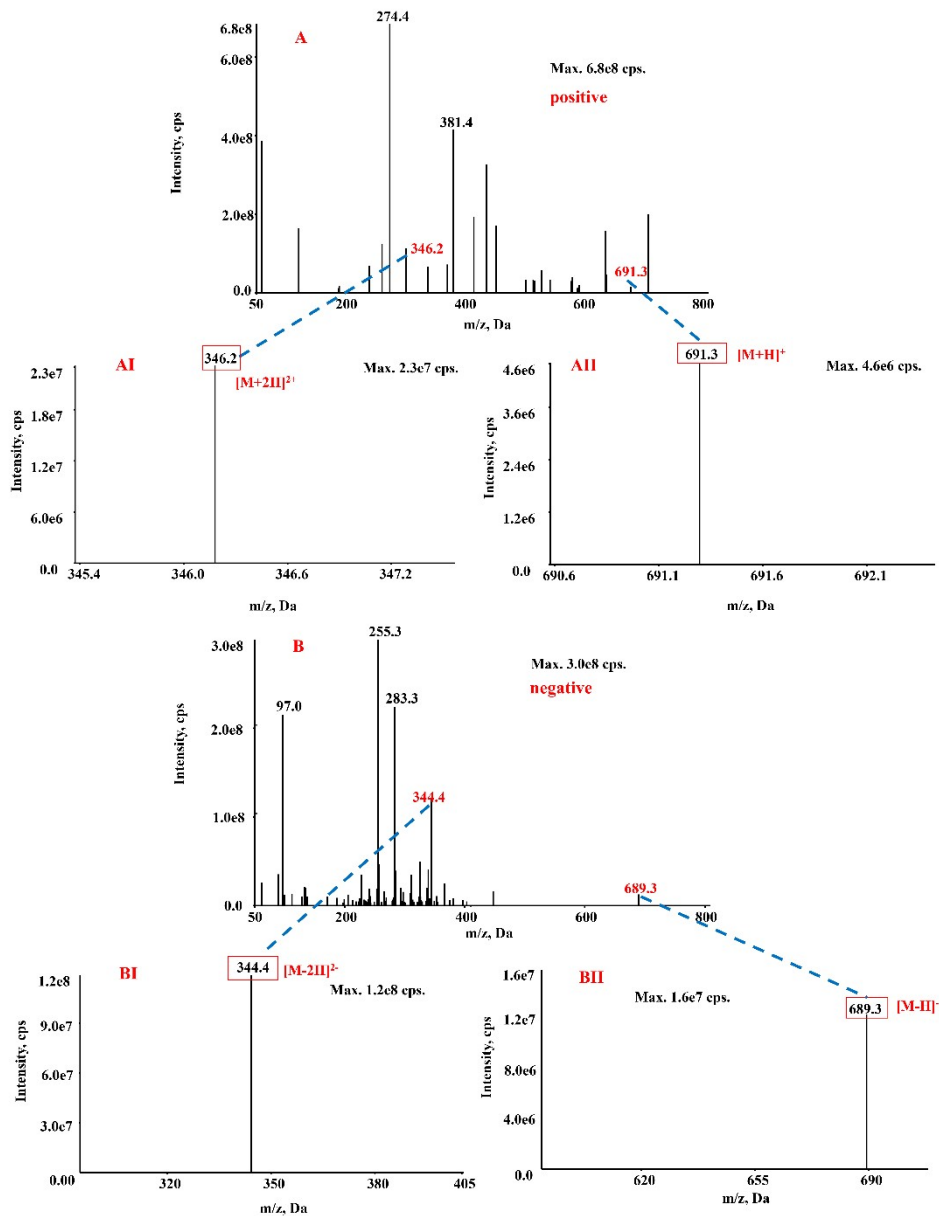 274.4
6.8e8
A
Max. 6.8e8 cps.
6.0e8
positive
381.4
4.0e8
Intensity, cps
2.0e8
346.2
691.3
0.0
50
200
400
600
800
m/z, Da
346.2
691.3
[M+H]⁺
AI
Max. 2.3e7 cps.
AII
Max. 4.6e6 cps.
2.3e7
[M+2II]²⁺
4.6e6
1.8e7
3.6e6
Intensity, cps
1.2e7
Intensity, cps
2.4e6
6.0e6
1.2e6
0.0
0.0
345.4
346.0
346.6
347.2
690.6
691.1
691.6
692.1
m/z, Da
m/z, Da
255.3
3.0e8
B
Max. 3.0e8 cps.
negative
97.0
283.3
2.0e8
Intensity, cps
344.4
1.0e8
689.3
0.0
50
200
400
600
800
m/z, Da
BI
344.4
[M-2II]²⁻
BII
1.6e7
1.2e8
Max. 1.2e8 cps.
Max. 1.6e7 cps.
689.3
[M-II]⁻
9.0e7
1.2e7
Intensity, cps
6.0e7
Intensity, cps
8.0e6
3.0e7
4.0e6
0.00
0.0
320
350
380
405
620
655
690
m/z, Da
m/z, Da